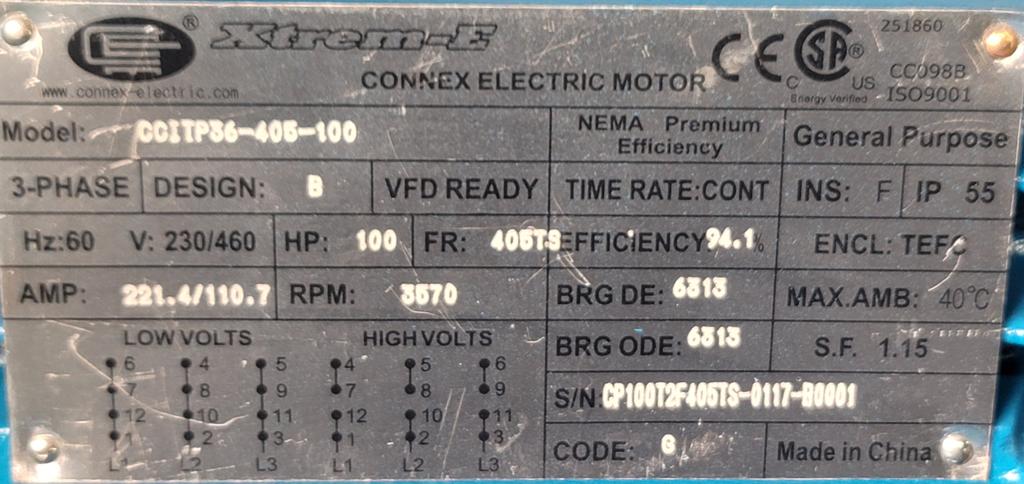 Xtrem-E
www.connex-electric.com
CONNEX ELECTRIC MOTOR
CE
SA
C US
Energy Verified
251860
CC098B
ISO9001
Model: CCITP36-405-100
NEMA Premium
Efficiency
General Purpose
3-PHASE DESIGN: B VFD READY TIME RATE:CONT INS: F IP 55
Hz:60 V: 230/460 HP: 100 FR: 405TS EFFICIENCY 94.1% ENCL: TEFC
AMP: 221.4/110.7 RPM: 3570 BRG DE: 6313 MAX.AMB: 40°C
LOW VOLTS HIGH VOLTS BRG ODE: 6313 S.F. 1.15
6 4 5 4 5 6
7 8 9 7 8 9
12 10 11 12 10 11
1 2 3 1 2 3
L1 L2 L3 L1 L2 L3
S/N: CP100T2F405TS-0117-B0001
CODE: G Made in China